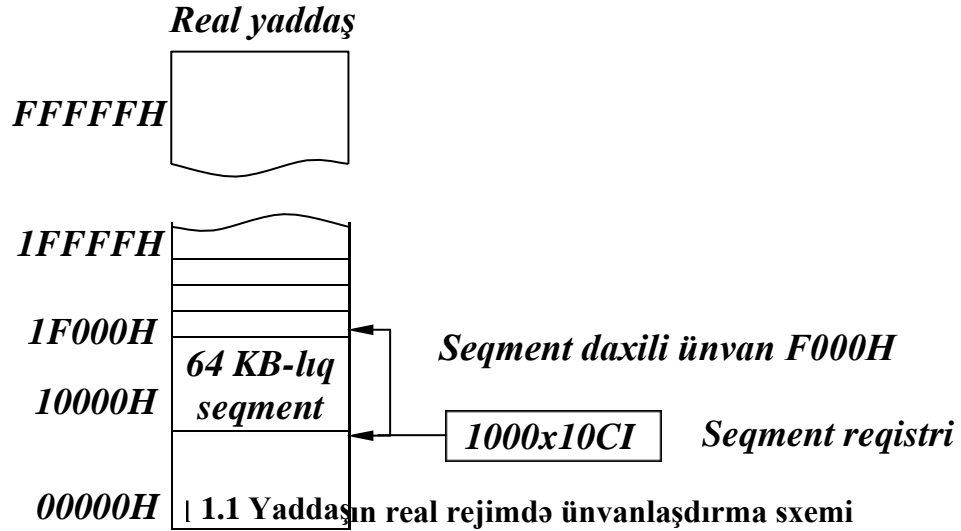 Real yaddaş
FFFFFH
1FFFFH
1F000H
Seqment daxili ünvan F000H
64 KB-lıq
seqment
10000H
1000x10CI
Seqment reqistri
00000H
1.1 Yaddaşın real rejimdə ünvanlaşdırma sxemi